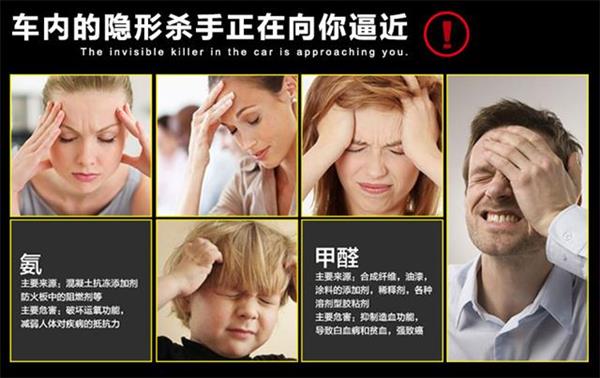 车内的隐形杀手正在向你逼近
The invisible killer in the car is approaching you.
氨
主要来源：混凝土抗冻添加剂
防火板中的阻燃剂等
主要危害：破坏运氧功能，
减弱人体对疾病的抵抗力
甲醛
主要来源：合成纤维，油漆，
涂料的添加剂，稀释剂，各种
溶剂型胶粘剂
主要危害：抑制造血功能，
导致白血病和贫血，强致癌